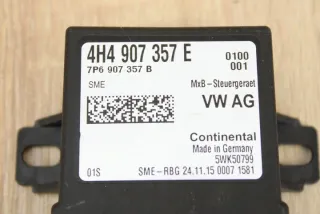 4H4 907 357 E 0100
7P6 907 357 B 001
SME MxB-Steuergeraet
VW AG
Continental
Made in Germany
5WK50799
01S SME-RBG 24.11.15 0007 1581